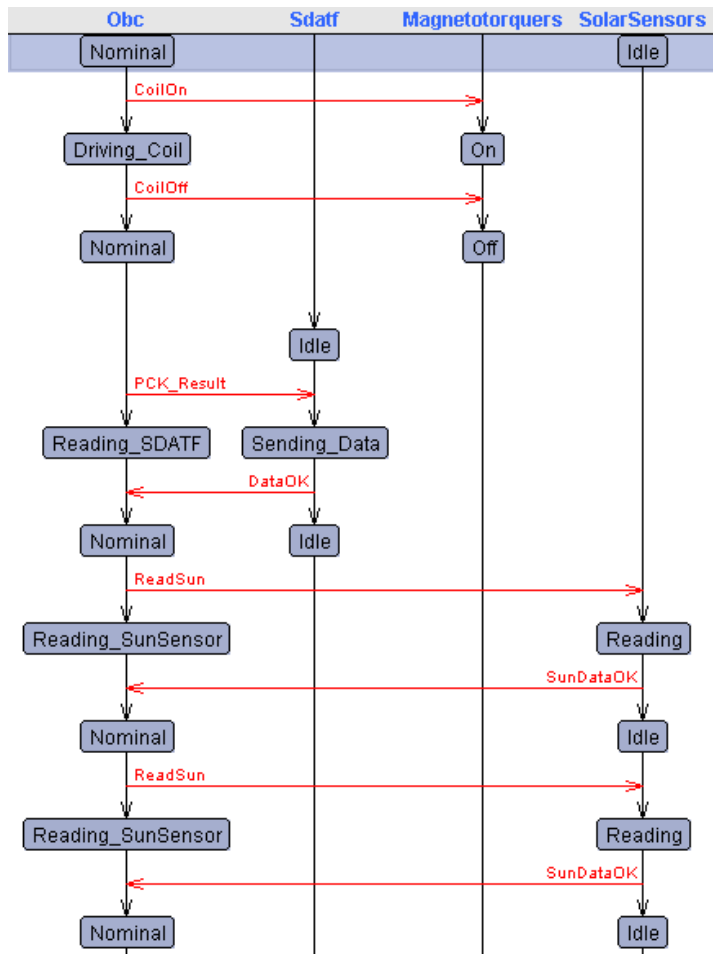 Obc Sdatf Magnetotorquers SolarSensors
Nominal Idle
CoilOn
Driving_Coil On
CoilOff
Nominal Off
Idle
PCK_Result
Reading_SDATF Sending_Data
DataOK
Nominal Idle
ReadSun
Reading_SunSensor Reading
SunDataOK
Nominal Idle
ReadSun
Reading_SunSensor Reading
SunDataOK
Nominal Idle